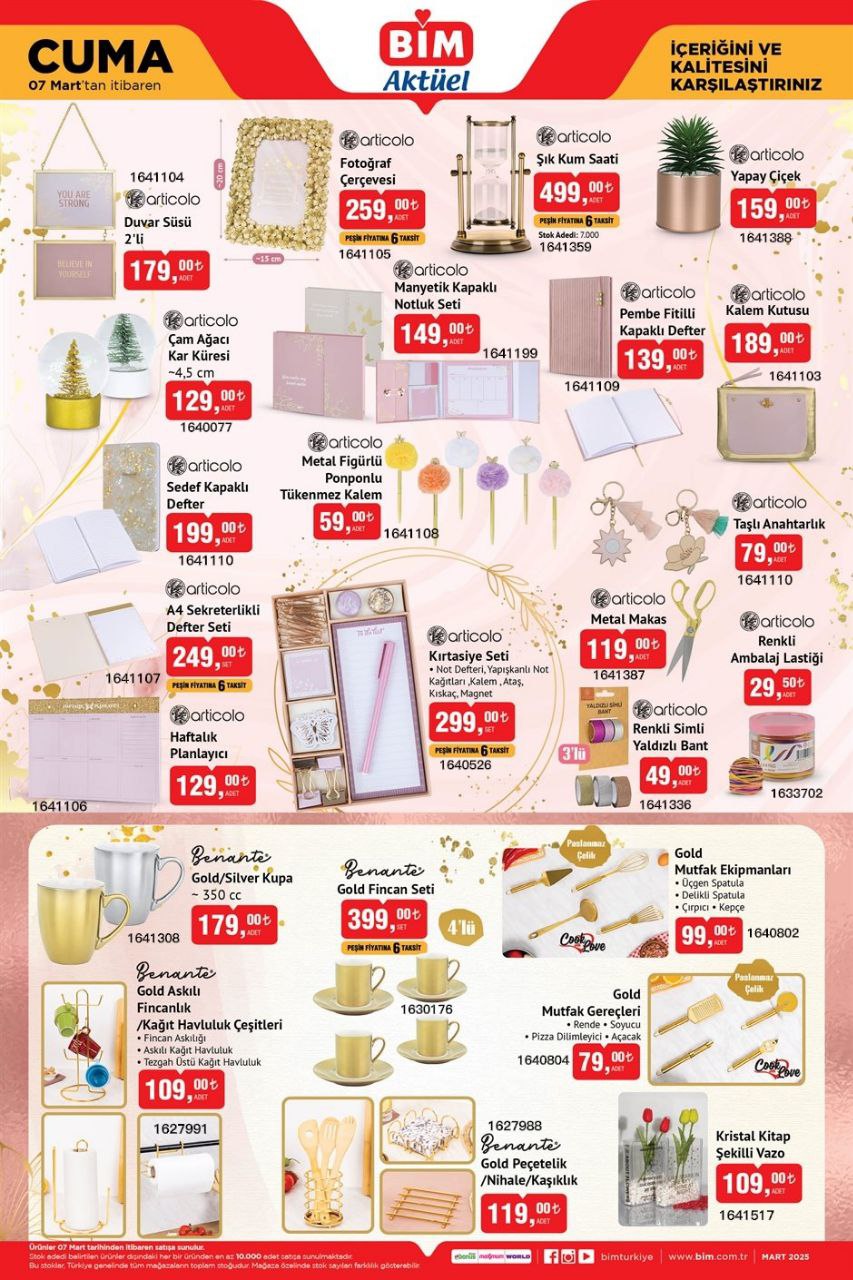 CUMA
07 Mart'tan itibaren
BİM
Aktüel
İÇERİĞİNİ VE
KALİTESİNİ
KARŞILAŞTIRINIZ
YOU ARE
STRONG
BELIEVE IN
YOURSELF
1641104
articolo
Duvar Süsü
2'li
179,00₺
ADET
~20 cm
~15 cm
articolo
Fotoğraf
Çerçevesi
259,00₺
ADET
PEŞİN FİYATINA 6 TAKSİT
1641105
articolo
Şık Kum Saati
499,00₺
ADET
PEŞİN FİYATINA 6 TAKSİT
Stok Adedi: 7.000
1641359
articolo
Yapay Çiçek
159,00₺
ADET
1641388
articolo
Çam Ağacı
Kar Küresi
~4,5 cm
129,00₺
ADET
1640077
articolo
Manyetik Kapaklı
Notluk Seti
149,00₺
ADET
1641199
articolo
Pembe Fitilli
Kapaklı Defter
139,00₺
ADET
1641109
articolo
Kalem Kutusu
189,00₺
ADET
1641103
articolo
Sedef Kapaklı
Defter
199,00₺
ADET
1641110
articolo
Metal Figürlü
Ponponlu
Tükenmez Kalem
59,00₺
ADET
1641108
articolo
Taşlı Anahtarlık
79,00₺
ADET
1641110
articolo
A4 Sekreterlikli
Defter Seti
249,00₺
SET
PEŞİN FİYATINA 6 TAKSİT
1641107
articolo
Kırtasiye Seti
• Not Defteri, Yapışkanlı Not
Kağıtları ,Kalem , Ataş,
Kıskaç, Magnet
299,00₺
SET
PEŞİN FİYATINA 6 TAKSİT
1640526
articolo
Metal Makas
119,00₺
ADET
1641387
articolo
Renkli
Ambalaj Lastiği
29,50₺
ADET
1633702
articolo
Haftalık
Planlayıcı
129,00₺
ADET
1641106
YALDIZLI SİMLİ
BANT
3'lü
articolo
Renkli Simli
Yaldızlı Bant
49,00₺
ADET
1641336
Benante
Gold/Silver Kupa
~ 350 cc
179,00₺
ADET
1641308
Benante
Gold Fincan Seti
399,00₺
ADET
PEŞİN FİYATINA 6 TAKSİT
4'lü
1630176
Paslanmaz
Çelik
Cook Love
Gold
Mutfak Ekipmanları
• Üçgen Spatula
• Delikli Spatula
• Çırpıcı • Kepçe
99,00₺
ADET
1640802
Benante
Gold Askılı
Fincanlık
/Kağıt Havluluk Çeşitleri
• Fincan Askılığı
• Askılı Kağıt Havluluk
• Tezgah Üstü Kağıt Havluluk
109,00₺
ADET
1627991
Gold
Mutfak Gereçleri
• Rende • Soyucu
• Pizza Dilimleyici • Açacak
1640804
79,00₺
ADET
Paslanmaz
Çelik
Cook Love
1627988
Benante
Gold Peçetelik
/Nihale/Kaşıklık
119,00₺
ADET
Kristal Kitap
Şekilli Vazo
109,00₺
ADET
1641517
Ürünler 07 Mart tarihinden itibaren satışa sunulur.
Stok adedi belirtilen ürünler dışındaki her bir üründen en az 10.000 adet satışa sunulmaktadır.
Bu stoklar, Türkiye genelinde tüm mağazaların toplam stoğudur. Mağaza özelinde stok sayıları farklılık gösterebilir.
ebonus
maximum
WORLD
bimturkiye
www.bim.com.tr
MART 2025